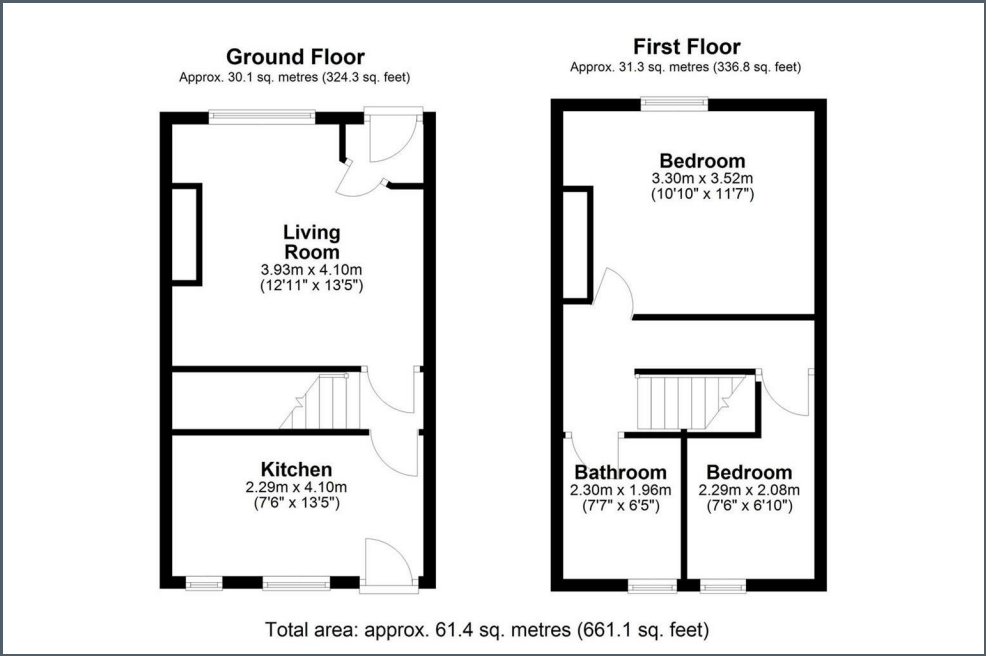 Ground Floor
Approx. 30.1 sq. metres (324.3 sq. feet)
Living
Room
3.93m x 4.10m
(12'11" x 13'5")
Kitchen
2.29m x 4.10m
(7'6" x 13'5")
First Floor
Approx. 31.3 sq. metres (336.8 sq. feet)
Bedroom
3.30m x 3.52m
(10'10" x 11'7")
Bathroom
2.30m x 1.96m
(7'7" x 6'5")
Bedroom
2.29m x 2.08m
(7'6" x 6'10")
Total area: approx. 61.4 sq. metres (661.1 sq. feet)